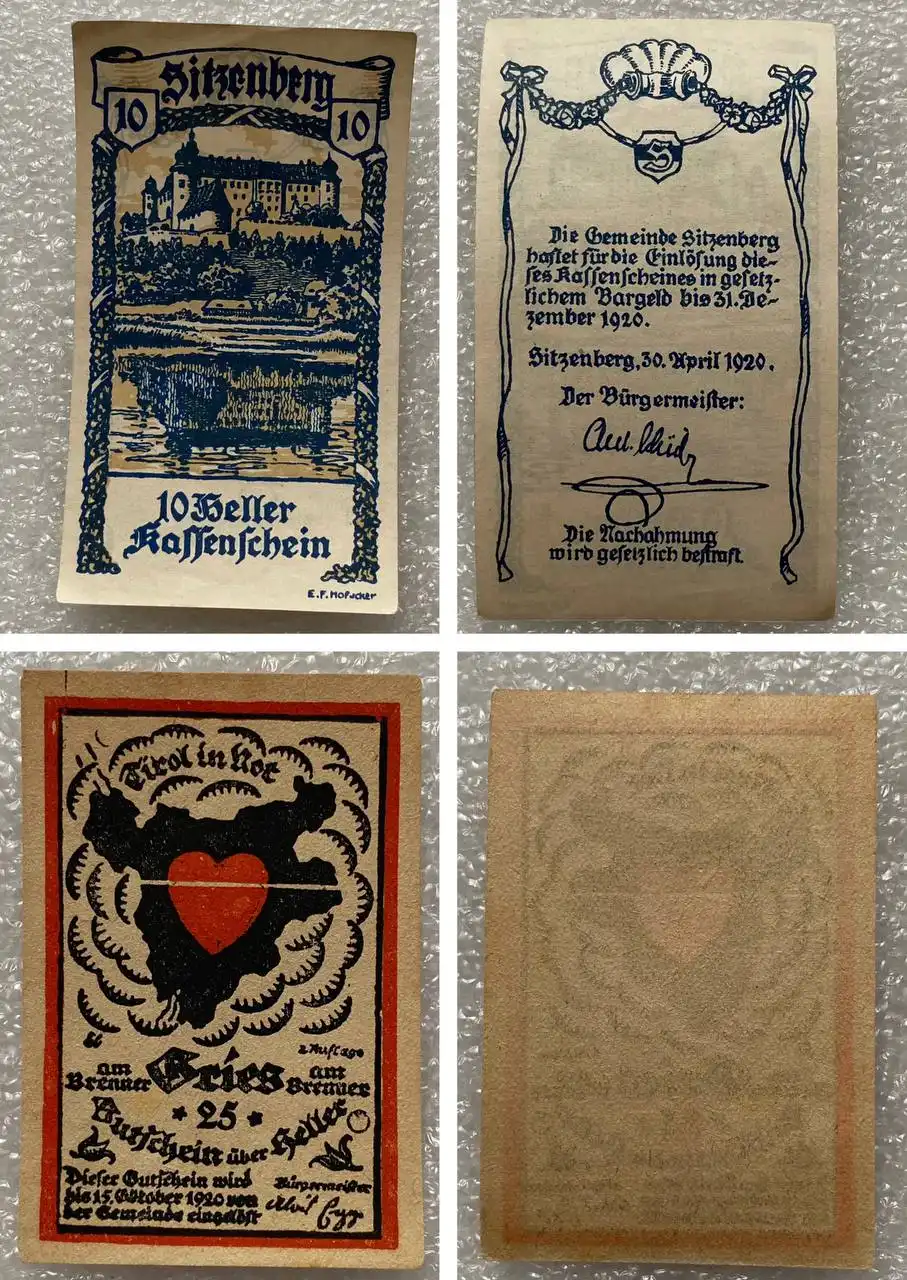 Sitzenberg
10
10
10 Heller
Kassenschein
E.F. Hofecker
S
Die Gemeinde Sitzenberg
haftet für die Einlösung die-
ses Kassenscheines in gesetz-
lichem Bargeld bis 31. De-
zember 1920.
Sitzenberg, 30. April 1920.
Der Bürgermeister:
Die Nachahmung
wird gesetzlich bestraft.
Tirol in Not
2 Auflage
am Gries am
Brenner Brenner
* 25 *
Gutschein über Heller
Dieser Gutschein wird
bis 15. Oktober 1920 von
der Gemeinde eingelöst
Bürgermeister